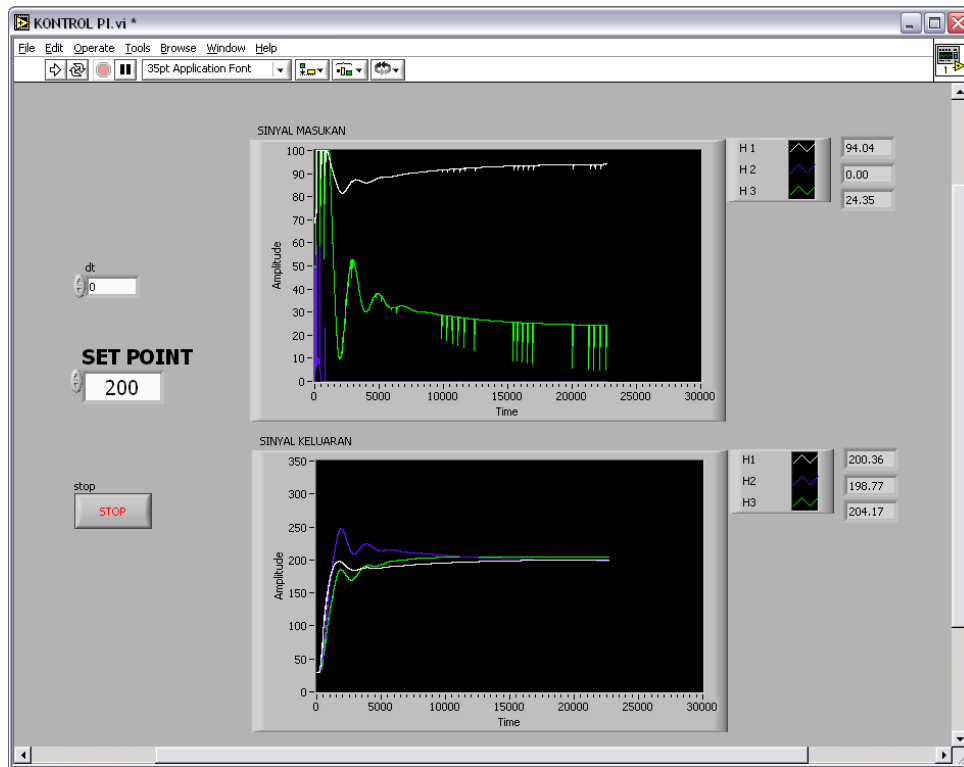 KONTROL PI.vi *
File Edit Operate Tools Browse Window Help
35pt Application Font
1
SINYAL MASUKAN
100
90
80
70
60
50
40
30
20
10
0
Amplitude
0 5000 10000 15000 20000 25000 30000
Time
H 1 94.04
H 2 0.00
H 3 24.35
dt
0
SET POINT
200
SINYAL KELUARAN
350
300
250
200
150
100
50
0
Amplitude
0 5000 10000 15000 20000 25000 30000
Time
H1 200.36
H2 198.77
H3 204.17
stop
STOP